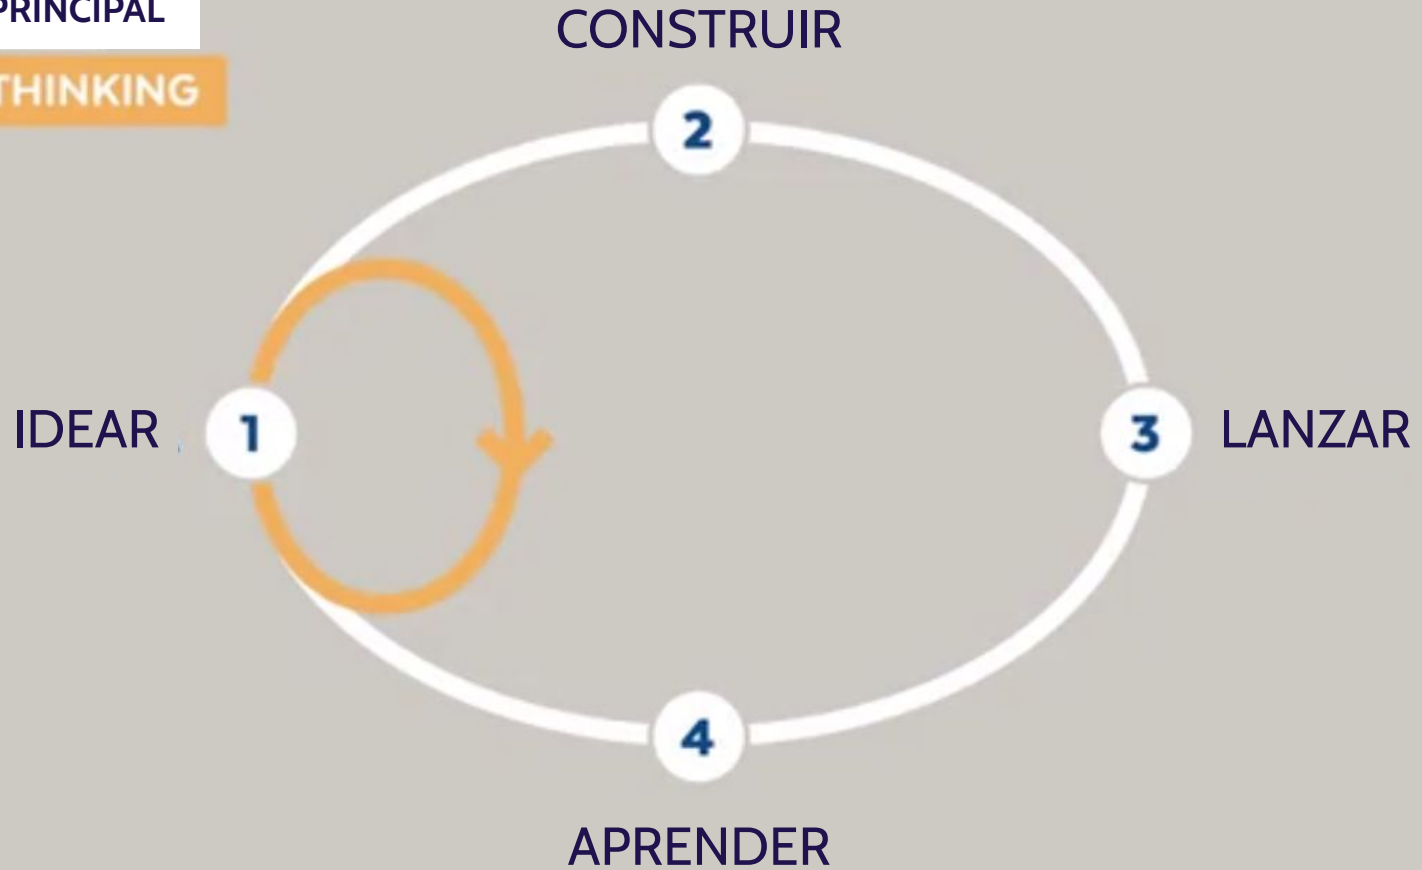 PRINCIPAL
THINKING
CONSTRUIR
2
IDEAR
1
3
LANZAR
4
APRENDER